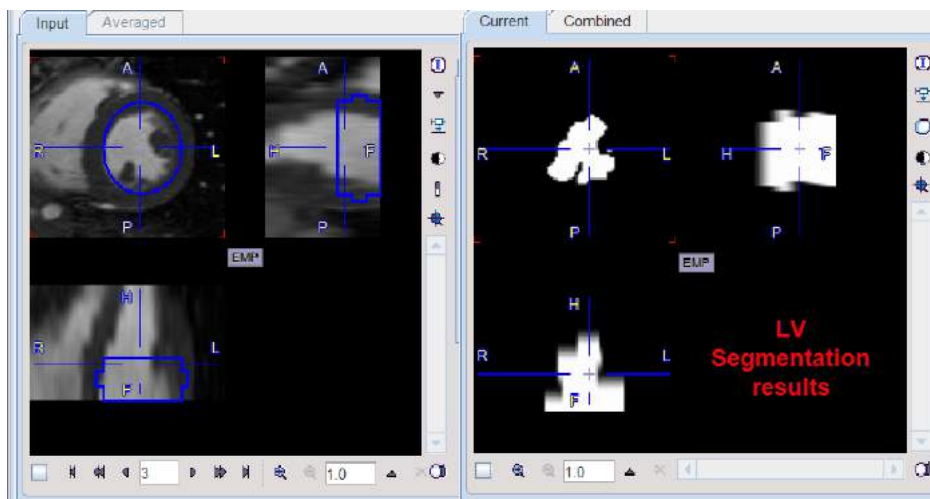 Input
Averaged
A
R
L
P
A
H
F
P
EMP
H
R
L
F
3
1.0
Current
Combined
A
R
L
P
A
H
F
P
EMP
H
R
L
F
LV
Segmentation
results
1.0